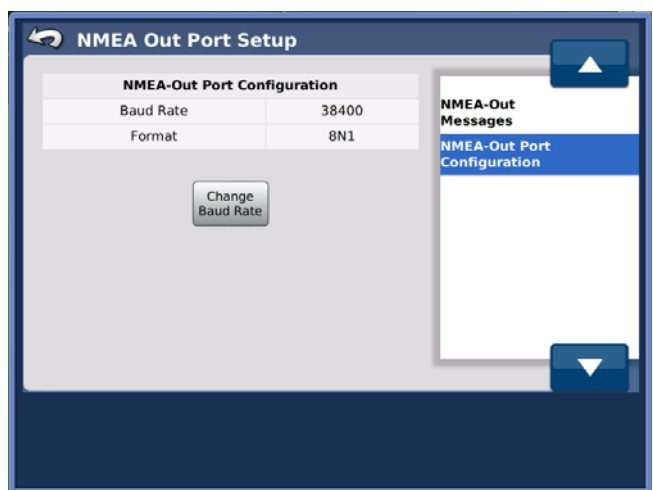 NMEA Out Port Setup
NMEA-Out Port Configuration
Baud Rate 38400
Format 8N1
Change
Baud Rate
NMEA-Out
Messages
NMEA-Out Port
Configuration